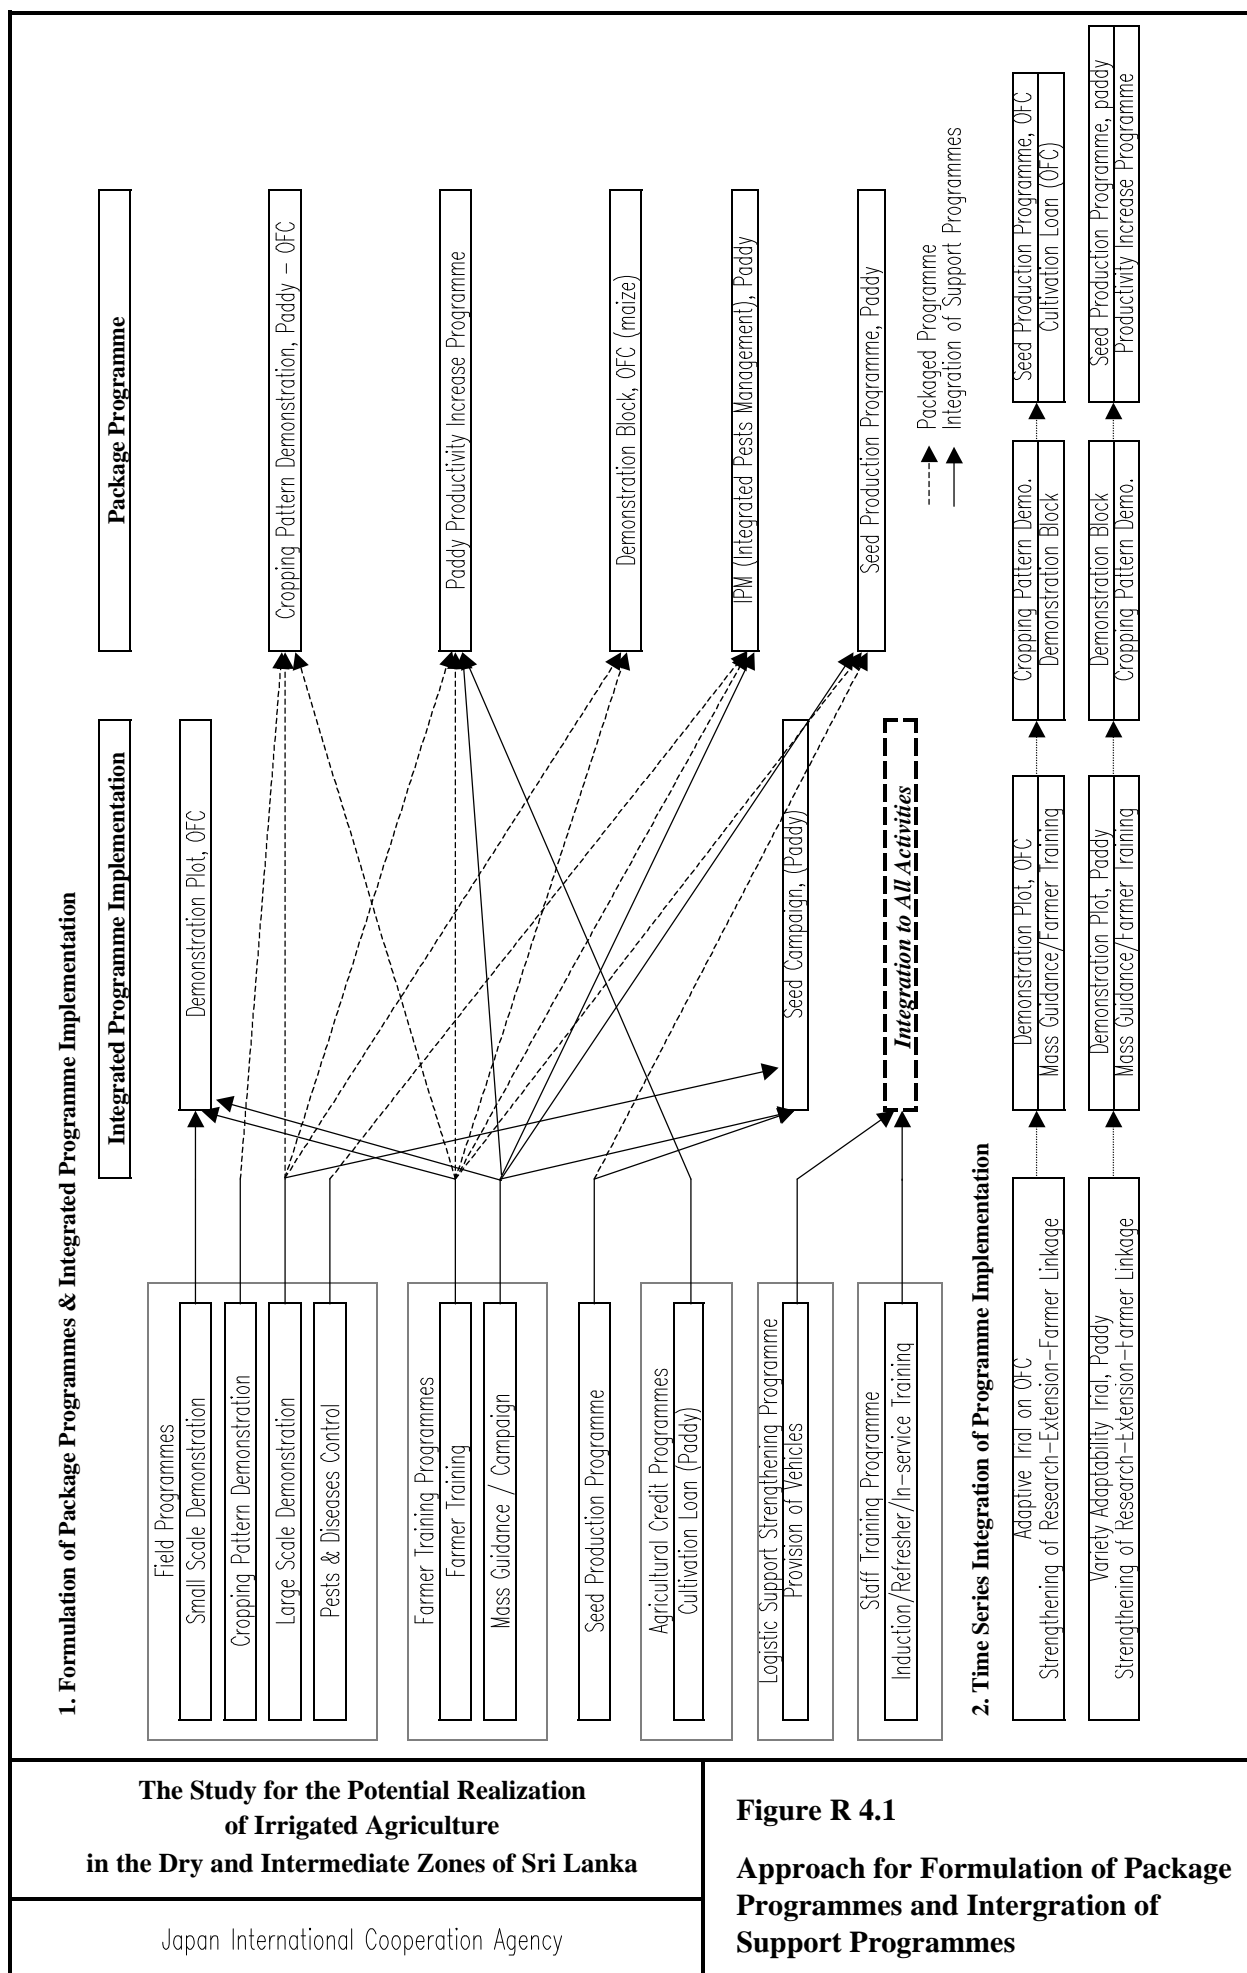 1. Formulation of Package Programmes & Integrated Programme Implementation
Integrated Programme Implementation
Package Programme
Field Programmes
Small Scale Demonstration
Cropping Pattern Demonstration
Large Scale Demonstration
Pests & Diseases Control
Farmer Training Programmes
Farmer Training
Mass Guidance / Campaign
Seed Production Programme
Agricultural Credit Programmes
Cultivation Loan (Paddy)
Logistic Support Strengthening Programme
Provision of Vehicles
Staff Training Programme
Induction/Refresher/In-service Training
Demonstration Plot, OFC
Seed Campaign, (Paddy)
Integration to All Activities
Cropping Pattern Demonstration, Paddy - OFC
Paddy Productivity Increase Programme
Demonstration Block, OFC (maize)
IPM (Integrated Pests Management), Paddy
Seed Production Programme, Paddy
Packaged Programme
Integration of Support Programmes
2. Time Series Integration of Programme Implementation
Adaptive Trial on OFC
Strengthening of Research-Extension-Farmer Linkage
Demonstration Plot, OFC
Mass Guidance/Farmer Training
Cropping Pattern Demo.
Demonstration Block
Seed Production Programme, OFC
Cultivation Loan (OFC)
Variety Adaptability Trial, Paddy
Strengthening of Research-Extension-Farmer Linkage
Demonstration Plot, Paddy
Mass Guidance/Farmer Training
Demonstration Block
Cropping Pattern Demo.
Seed Production Programme, paddy
Productivity Increase Programme
The Study for the Potential Realization
of Irrigated Agriculture
in the Dry and Intermediate Zones of Sri Lanka
Japan International Cooperation Agency
Figure R 4.1
Approach for Formulation of Package
Programmes and Intergration of
Support Programmes